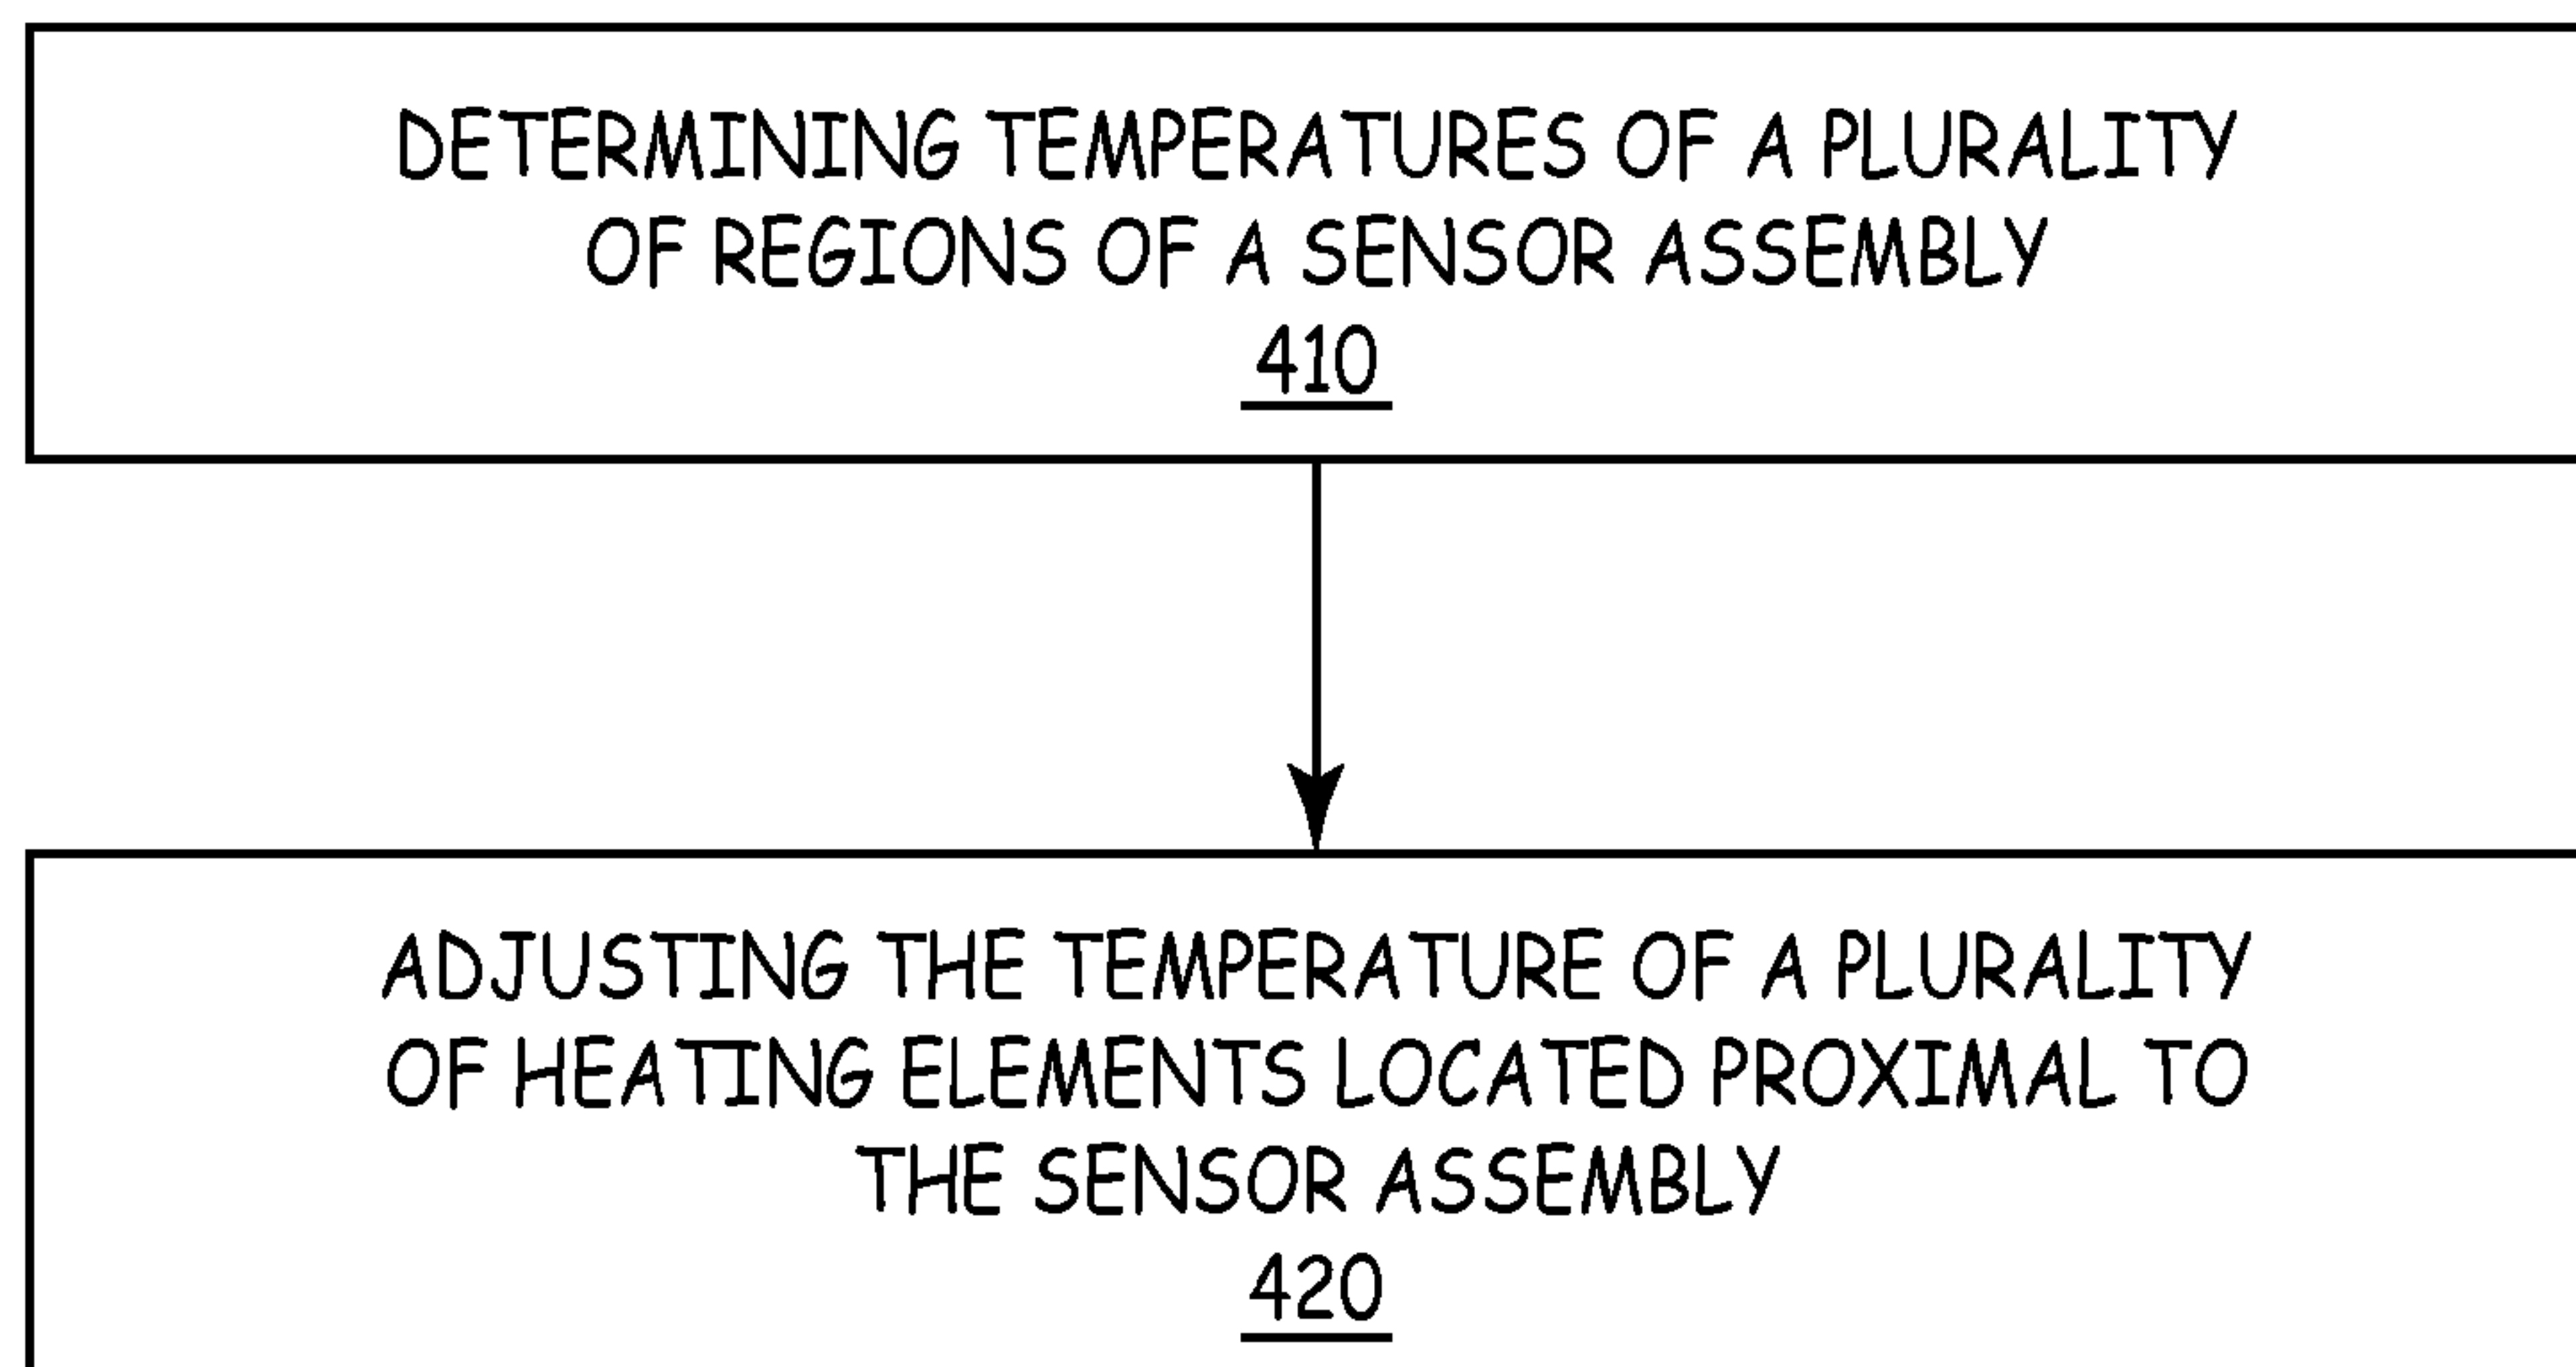 DETERMINING TEMPERATURES OF A PLURALITY
OF REGIONS OF A SENSOR ASSEMBLY
410
ADJUSTING THE TEMPERATURE OF A PLURALITY
OF HEATING ELEMENTS LOCATED PROXIMAL TO
THE SENSOR ASSEMBLY
420